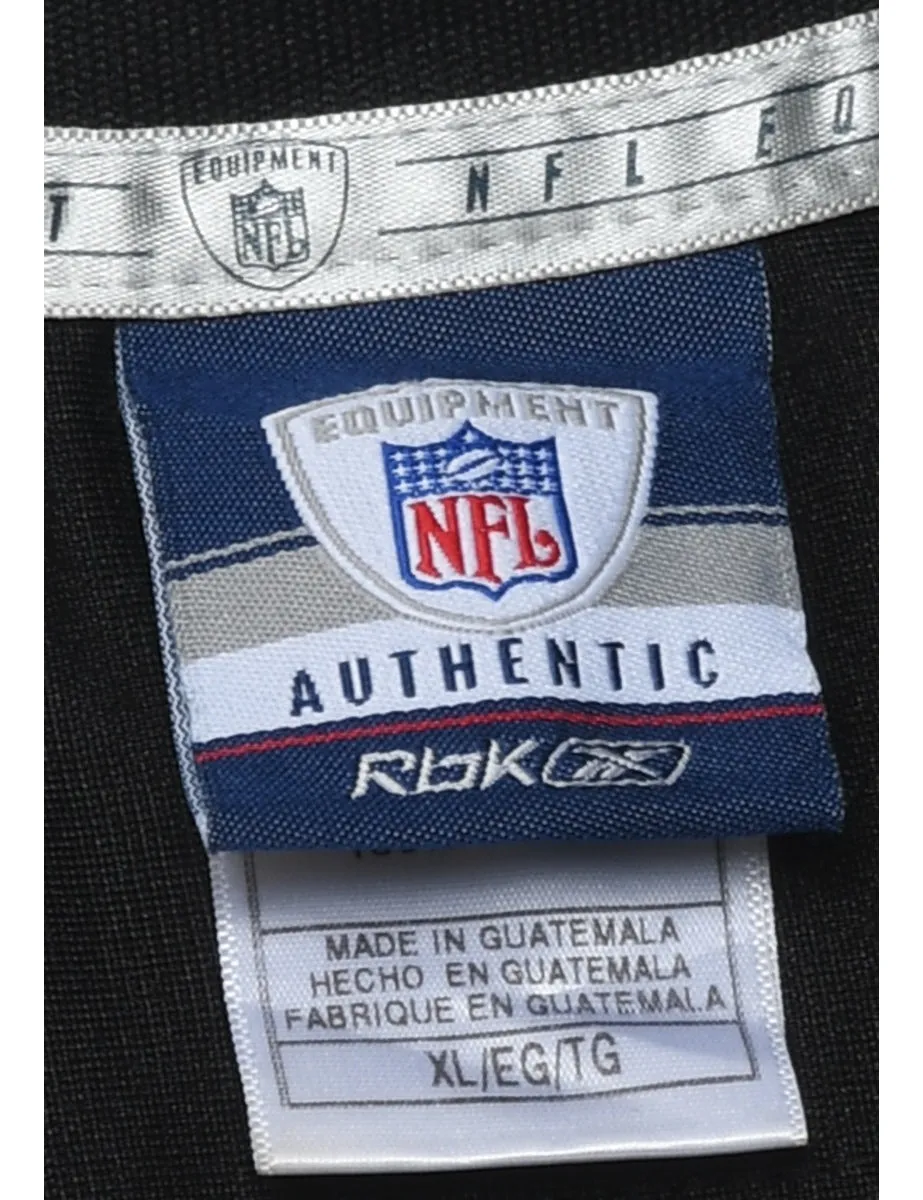 T
EQUIPMENT
NFL
NFL EQ
EQUIPMENT
NFL
AUTHENTIC
RbK
MADE IN GUATEMALA
HECHO EN GUATEMALA
FABRIQUE EN GUATEMALA
XL/EG/TG